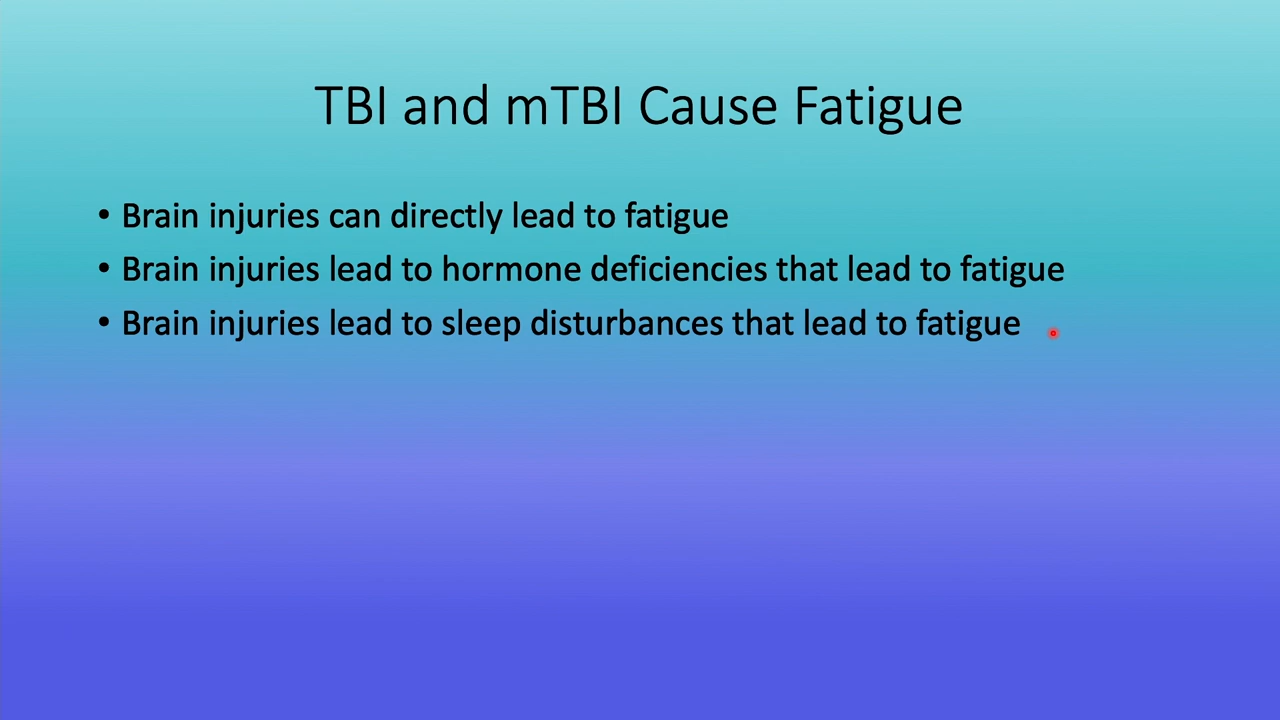 TBI and mTBI Cause Fatigue
• Brain injuries can directly lead to fatigue
• Brain injuries lead to hormone deficiencies that lead to fatigue
• Brain injuries lead to sleep disturbances that lead to fatigue